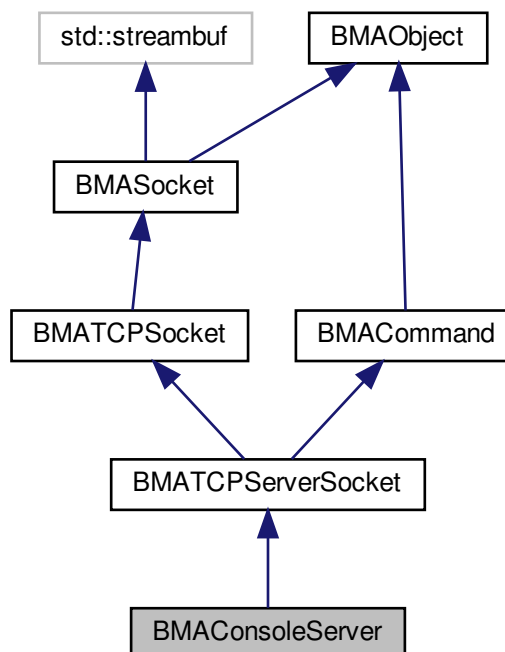 std::streambuf
BMAObject
BMASocket
BMATCPSocket
BMACommand
BMATCPServerSocket
BMAConsoleServer